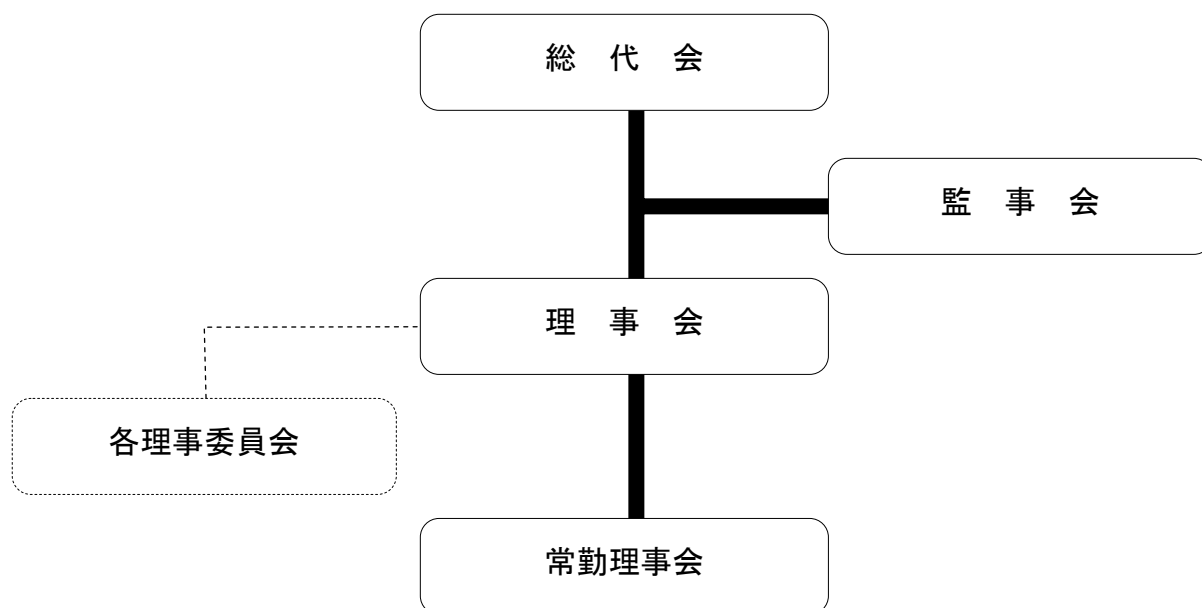 総　代　会
監　事　会
理　事　会
各理事委員会
常勤理事会